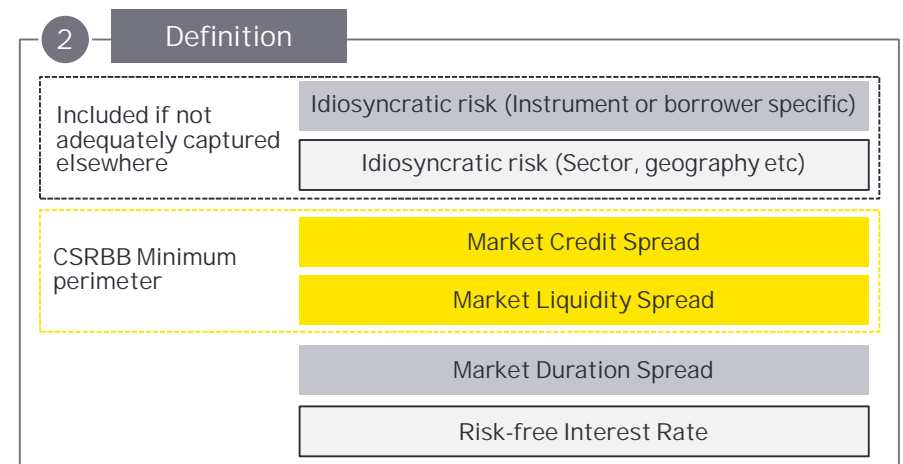 2
Definition
Included if not
adequately captured
elsewhere
Idiosyncratic risk (Instrument or borrower specific)
Idiosyncratic risk (Sector, geography etc)
CSRBB Minimum
perimeter
Market Credit Spread
Market Liquidity Spread
Market Duration Spread
Risk-free Interest Rate